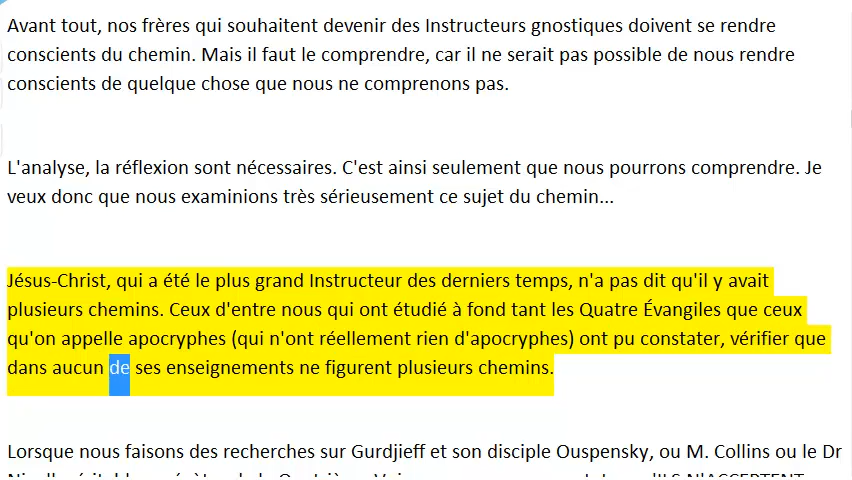 Avant tout, nos frères qui souhaitent devenir des Instructeurs gnostiques doivent se rendre
conscients du chemin. Mais il faut le comprendre, car il ne serait pas possible de nous rendre
conscients de quelque chose que nous ne comprenons pas.
L'analyse, la réflexion sont nécessaires. C'est ainsi seulement que nous pourrons comprendre. Je
veux donc que nous examinions très sérieusement ce sujet du chemin...
Jésus-Christ, qui a été le plus grand Instructeur des derniers temps, n'a pas dit qu'il y avait
plusieurs chemins. Ceux d'entre nous qui ont étudié à fond tant les Quatre Évangiles que ceux
qu'on appelle apocryphes (qui n'ont réellement rien d'apocryphes) ont pu constater, vérifier que
dans aucun de ses enseignements ne figurent plusieurs chemins.
Lorsque nous faisons des recherches sur Gurdjieff et son disciple Ouspensky, ou M. Collins ou le Dr